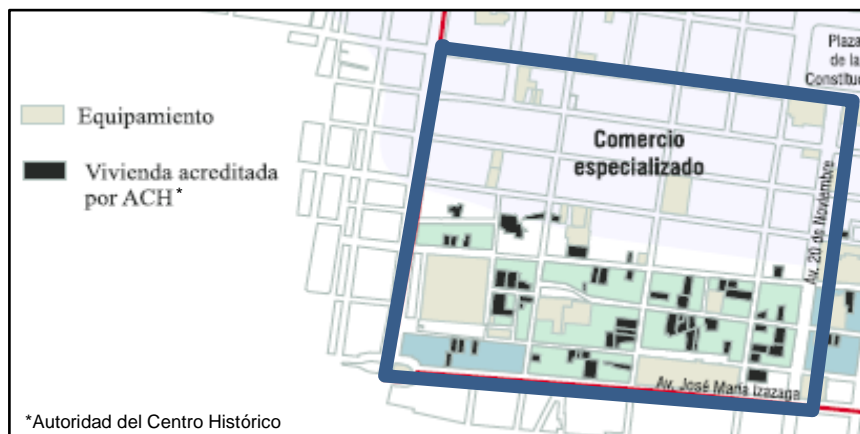 Plaza
de la
Constituc
Equipamiento
Comercio
especializado
Vivienda acreditada
por ACH*
Av. 20 de Noviembre
Av. José María Izazaga
*Autoridad del Centro Histórico